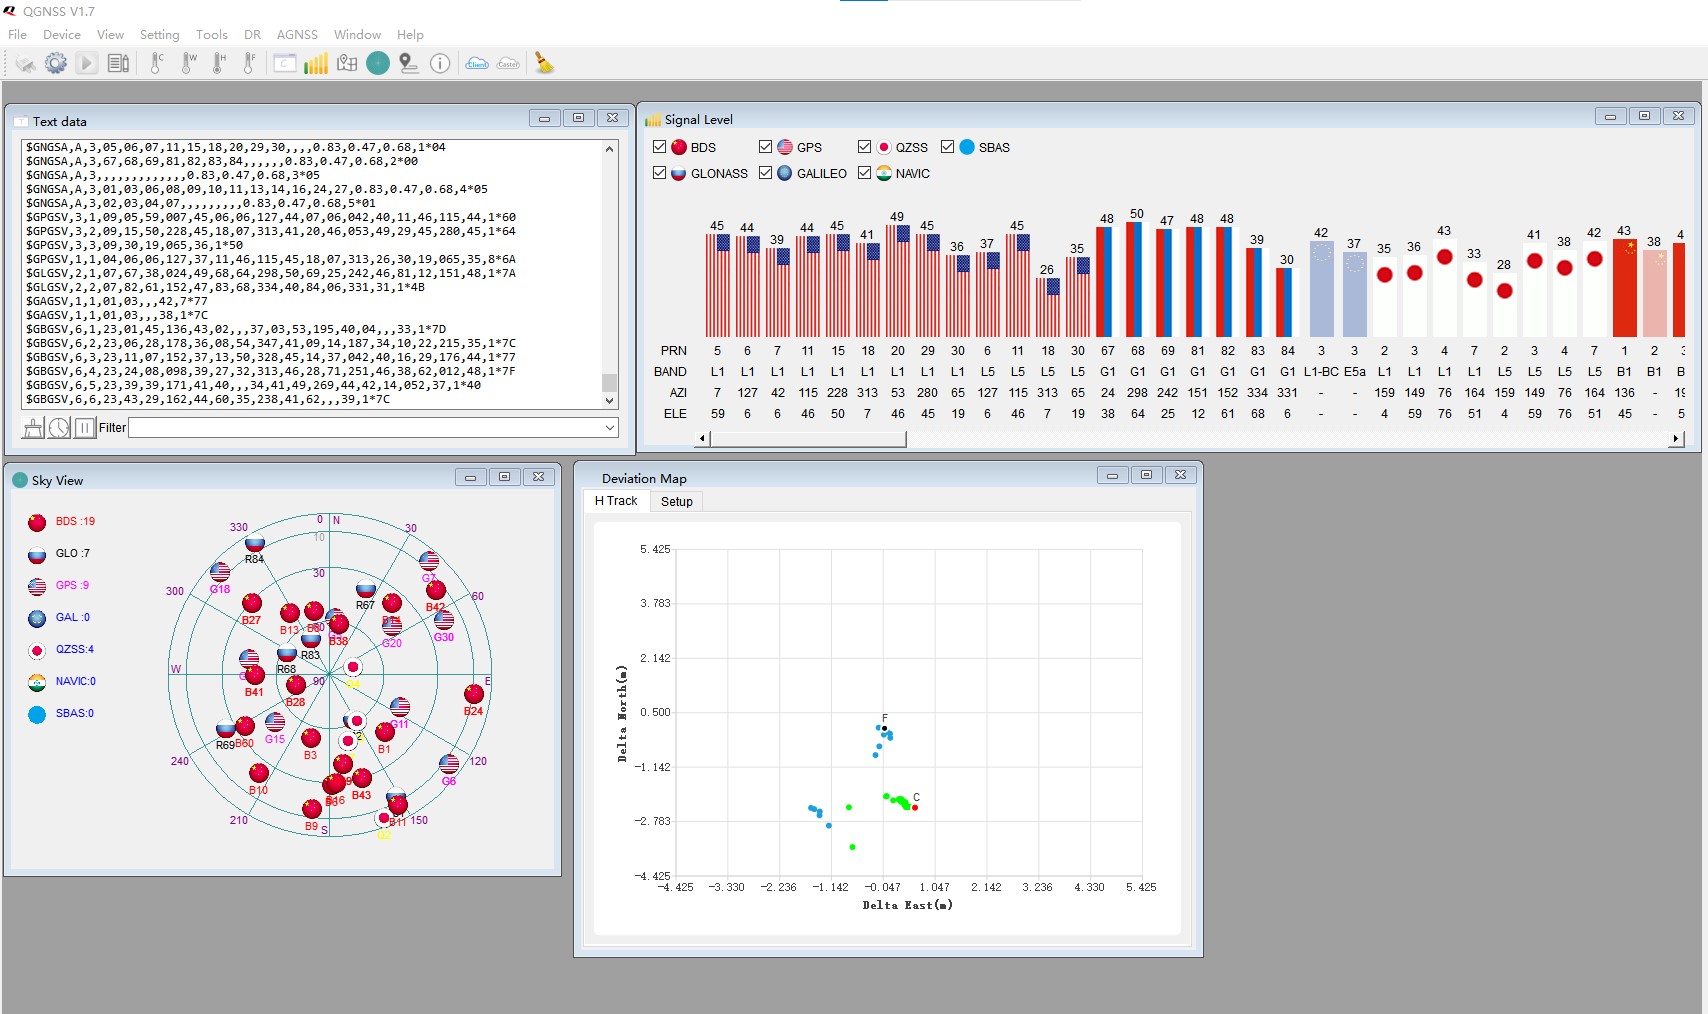 QGNSS V1.7
File Device View Setting Tools DR AGNSS Window Help
C W H F C Client Caster
Text data
$GNGSA,A,3,05,06,07,11,15,18,20,29,30,,,,0.83,0.47,0.68,1*04
$GNGSA,A,3,67,68,69,81,82,83,84,,,,,,0.83,0.47,0.68,2*00
$GNGSA,A,3,,,,,,,,,,,,,0.83,0.47,0.68,3*05
$GNGSA,A,3,01,03,06,08,09,10,11,13,14,16,24,27,0.83,0.47,0.68,4*05
$GNGSA,A,3,02,03,04,07,,,,,,,,,0.83,0.47,0.68,5*01
$GPGSV,3,1,09,05,59,007,45,06,06,127,44,07,06,042,40,11,46,115,44,1*60
$GPGSV,3,2,09,15,50,228,45,18,07,313,41,20,46,053,49,29,45,280,45,1*64
$GPGSV,3,3,09,30,19,065,36,1*50
$GPGSV,1,1,04,06,06,127,37,11,46,115,45,18,07,313,26,30,19,065,35,8*6A
$GLGSV,2,1,07,67,38,024,49,68,64,298,50,69,25,242,46,81,12,151,48,1*7A
$GLGSV,2,2,07,82,61,152,47,83,68,334,40,84,06,331,31,1*4B
$GAGSV,1,1,01,03,,,42,7*77
$GAGSV,1,1,01,03,,,38,1*7C
$GBGSV,6,1,23,01,45,136,43,02,,,37,03,53,195,40,04,,,33,1*7D
$GBGSV,6,2,23,06,28,178,36,08,54,347,41,09,14,187,34,10,22,215,35,1*7C
$GBGSV,6,3,23,11,07,152,37,13,50,328,45,14,37,042,40,16,29,176,44,1*77
$GBGSV,6,4,23,24,08,098,39,27,32,313,46,28,71,251,46,38,62,012,48,1*7F
$GBGSV,6,5,23,39,39,171,41,40,,,34,41,49,269,44,42,14,052,37,1*40
$GBGSV,6,6,23,43,29,162,44,60,35,238,41,62,,,39,1*7C
Filter
Signal Level
BDS GPS QZSS SBAS
GLONASS GALILEO NAVIC
45 44 39 44 45 41 49 45 36 37 45 26 35 48 50 47 48 48 39 30 42 37 35 36 43 33 28 41 38 42 43 38 4
PRN 5 6 7 11 15 18 20 29 30 6 11 18 30 67 68 69 81 82 83 84 3 3 2 3 4 7 2 3 4 7 1 2 3
BAND L1 L1 L1 L1 L1 L1 L1 L1 L1 L5 L5 L5 L5 G1 G1 G1 G1 G1 G1 G1 L1-BC E5a L1 L1 L1 L1 L5 L5 L5 L5 B1 B1 B
AZI 7 127 42 115 228 313 53 280 65 127 115 313 65 24 298 242 151 152 334 331 - - 159 149 76 164 159 149 76 164 136 - 19
ELE 59 6 6 46 50 7 46 45 19 6 46 7 19 38 64 25 12 61 68 6 - - 4 59 76 51 4 59 76 51 45 - 5
Sky View
BDS :19
GLO :7
GPS :9
GAL :0
QZSS:4
NAVIC:0
SBAS:0
0 N
330 30
10
R84
G7
30
G18
300 60
R67 B42
B27 B14
B13 G30
60 B38
G20
R83
W R68
90 E
B41
B28 B24
G11
R69 B60 G15
B3 B1
240 120
G6
B10 B16 B43
210 B9 S B11 150
Deviation Map
H Track Setup
5.425
3.783
2.142
0.500
-1.142
-2.783
-4.425
Delta North(m)
F
C
-4.425 -3.330 -2.236 -1.142 -0.047 1.047 2.142 3.236 4.330 5.425
Delta East(m)